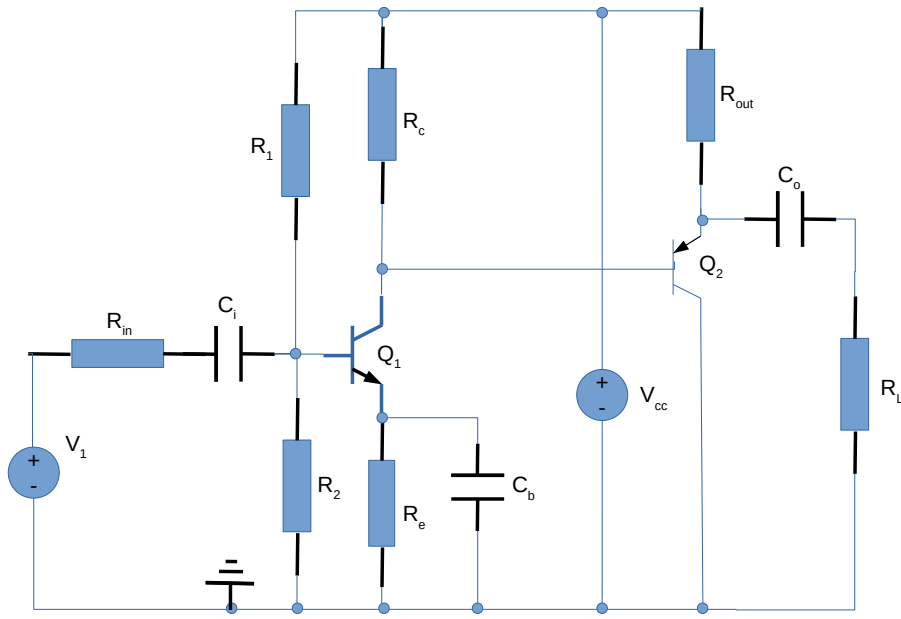 R1
Rc
Rout
Co
Q2
Ci
Rin
Q1
+
-
Vcc
RL
V1
+
-
R2
Re
Cb